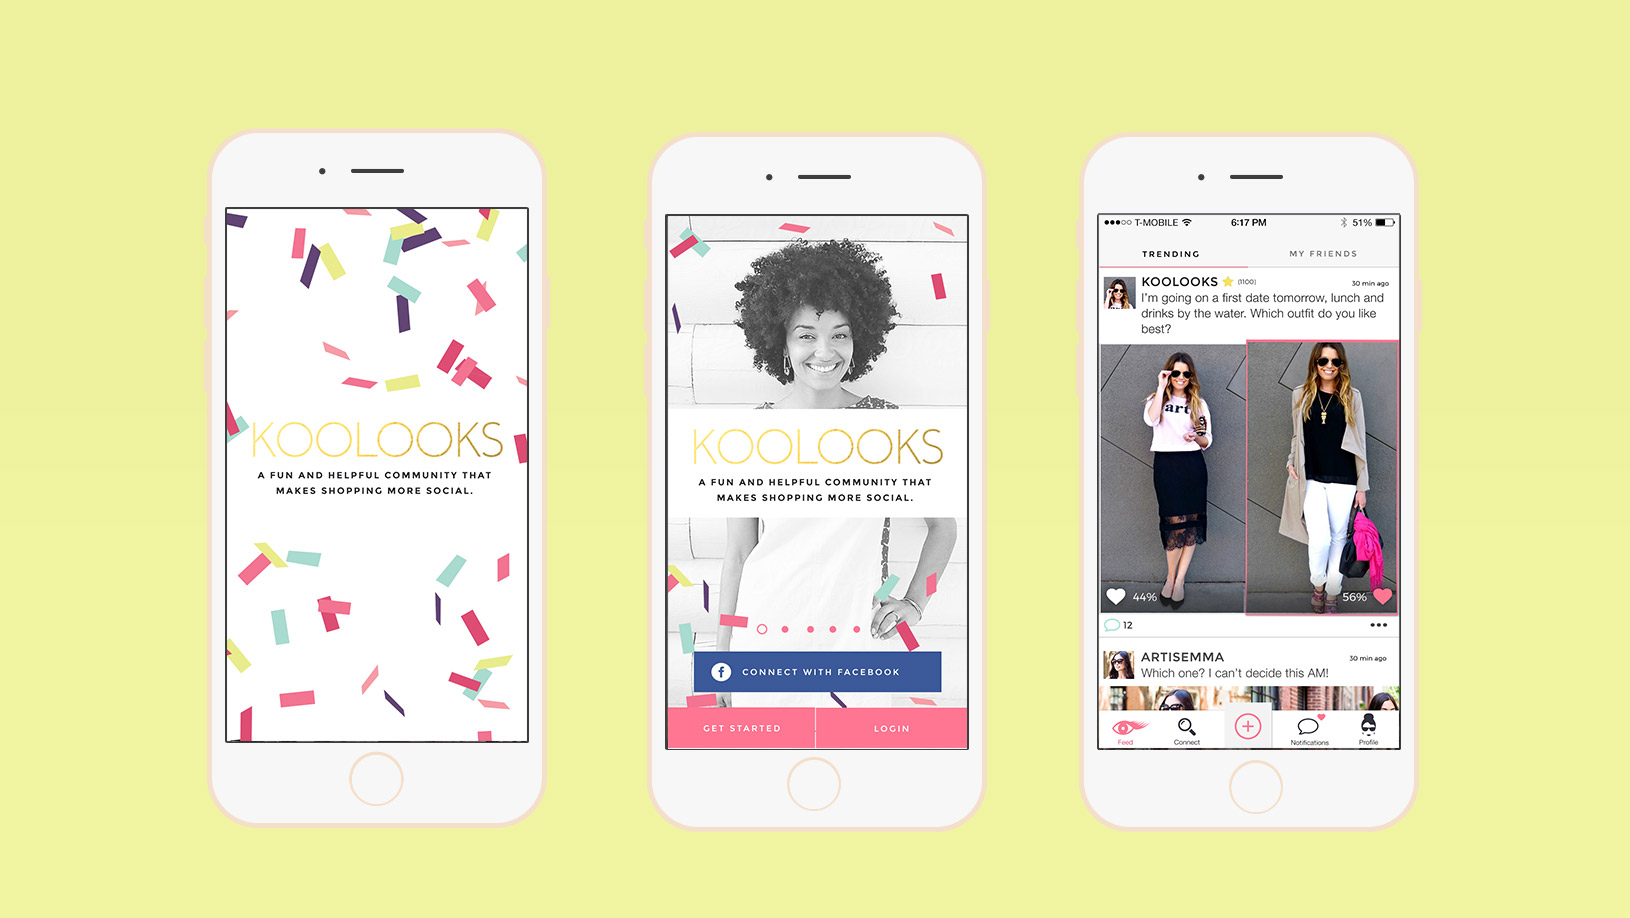 KOOLOOKS
A FUN AND HELPFUL COMMUNITY THAT
MAKES SHOPPING MORE SOCIAL.
KOOLOOKS
A FUN AND HELPFUL COMMUNITY THAT
MAKES SHOPPING MORE SOCIAL.
f CONNECT WITH FACEBOOK
GET STARTED LOGIN
T-MOBILE 6:17 PM 51%
TRENDING MY FRIENDS
KOOLOOKS (1100) 30 min ago
I'm going on a first date tomorrow, lunch and
drinks by the water. Which outfit do you like
best?
art
44% 56%
12
ARTISEMMA 30 min ago
Which one? I can't decide this AM!
Feed Connect Notifications Profile